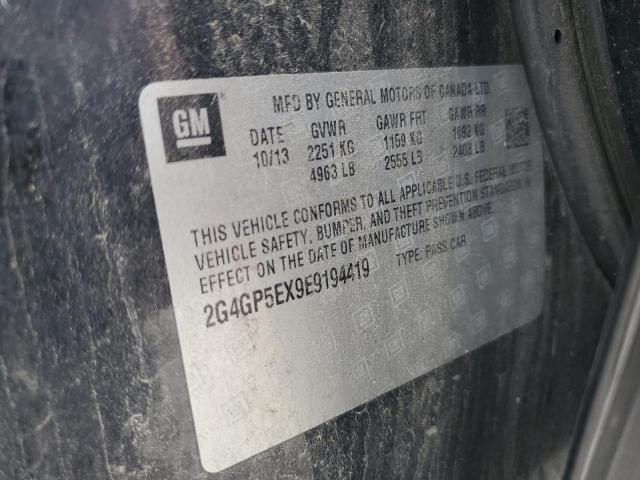 GM
MFD BY GENERAL MOTORS OF CANADA LTD.
DATE GVWR GAWR FRT GAWR RR
10/13 2251 KG 1159 KG 1092 KG
4963 LB 2555 LB 2408 LB
THIS VEHICLE CONFORMS TO ALL APPLICABLE U.S. FEDERAL MOTOR
VEHICLE SAFETY, BUMPER, AND THEFT PREVENTION STANDARDS IN
EFFECT ON THE DATE OF MANUFACTURE SHOWN ABOVE.
2G4GP5EX9E9194419 TYPE: PASS CAR